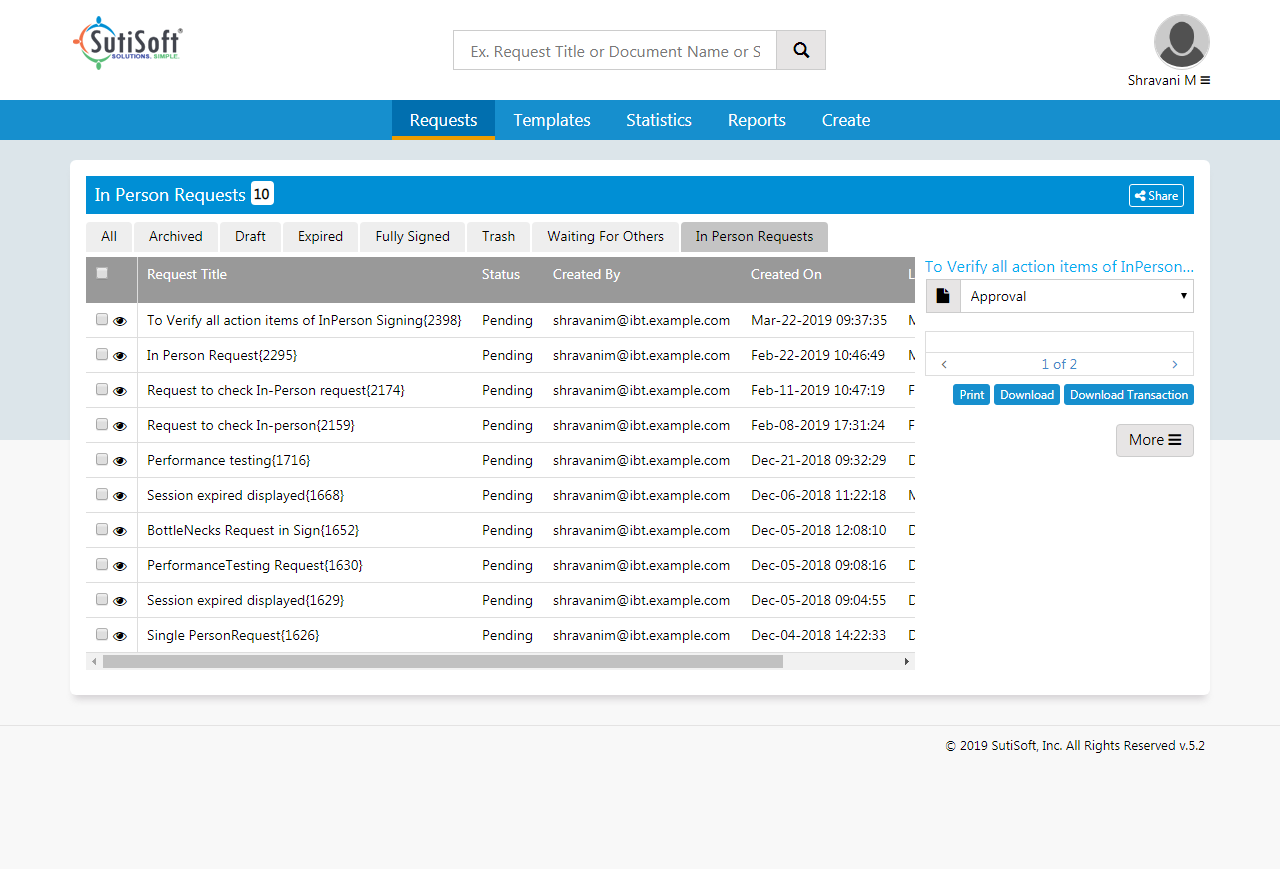 SutiSoft®
SOLUTIONS. SIMPLE.
Ex. Request Title or Document Name or S
Shravani M
Requests Templates Statistics Reports Create
In Person Requests 10 Share
All Archived Draft Expired Fully Signed Trash Waiting For Others In Person Requests
Request Title Status Created By Created On L
To Verify all action items of InPerson Signing{2398} Pending shravanim@ibt.example.com Mar-22-2019 09:37:35 M
In Person Request{2295} Pending shravanim@ibt.example.com Feb-22-2019 10:46:49 M
Request to check In-Person request{2174} Pending shravanim@ibt.example.com Feb-11-2019 10:47:19 F
Request to check In-person{2159} Pending shravanim@ibt.example.com Feb-08-2019 17:31:24 F
Performance testing{1716} Pending shravanim@ibt.example.com Dec-21-2018 09:32:29 D
Session expired displayed{1668} Pending shravanim@ibt.example.com Dec-06-2018 11:22:18 M
BottleNecks Request in Sign{1652} Pending shravanim@ibt.example.com Dec-05-2018 12:08:10 D
PerformanceTesting Request{1630} Pending shravanim@ibt.example.com Dec-05-2018 09:08:16 D
Session expired displayed{1629} Pending shravanim@ibt.example.com Dec-05-2018 09:04:55 D
Single PersonRequest{1626} Pending shravanim@ibt.example.com Dec-04-2018 14:22:33 D
To Verify all action items of InPerson...
Approval
1 of 2
Print Download Download Transaction
More
© 2019 SutiSoft, Inc. All Rights Reserved v.5.2